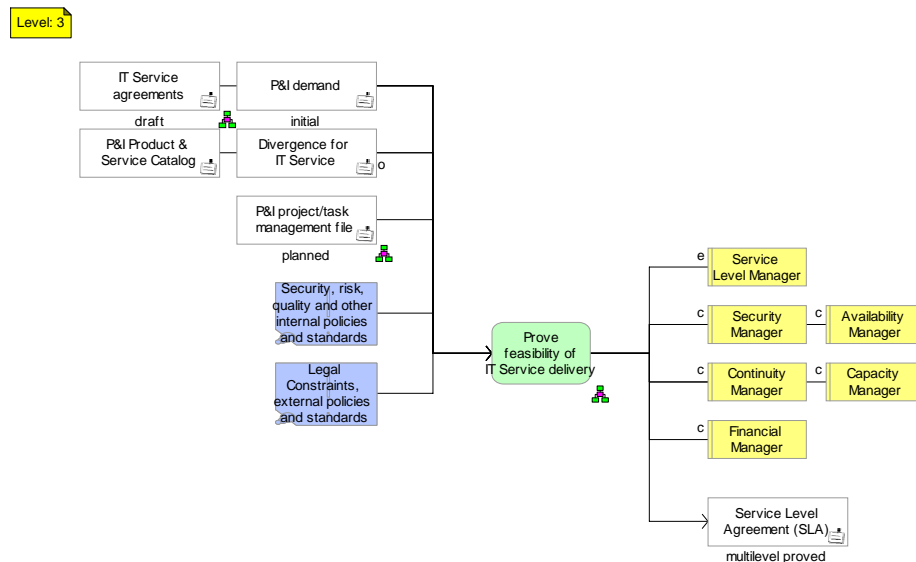 Level: 3
IT Service
agreements
draft
P&I demand
initial
P&I Product &
Service Catalog
Divergence for
IT Service
o
P&I project/task
management file
planned
Security, risk,
quality and other
internal policies
and standards
Legal
Constraints,
external policies
and standards
Prove
feasibility of
IT Service delivery
e
Service
Level Manager
c
Security
Manager
c
Availability
Manager
c
Continuity
Manager
c
Capacity
Manager
c
Financial
Manager
Service Level
Agreement (SLA)
multilevel proved